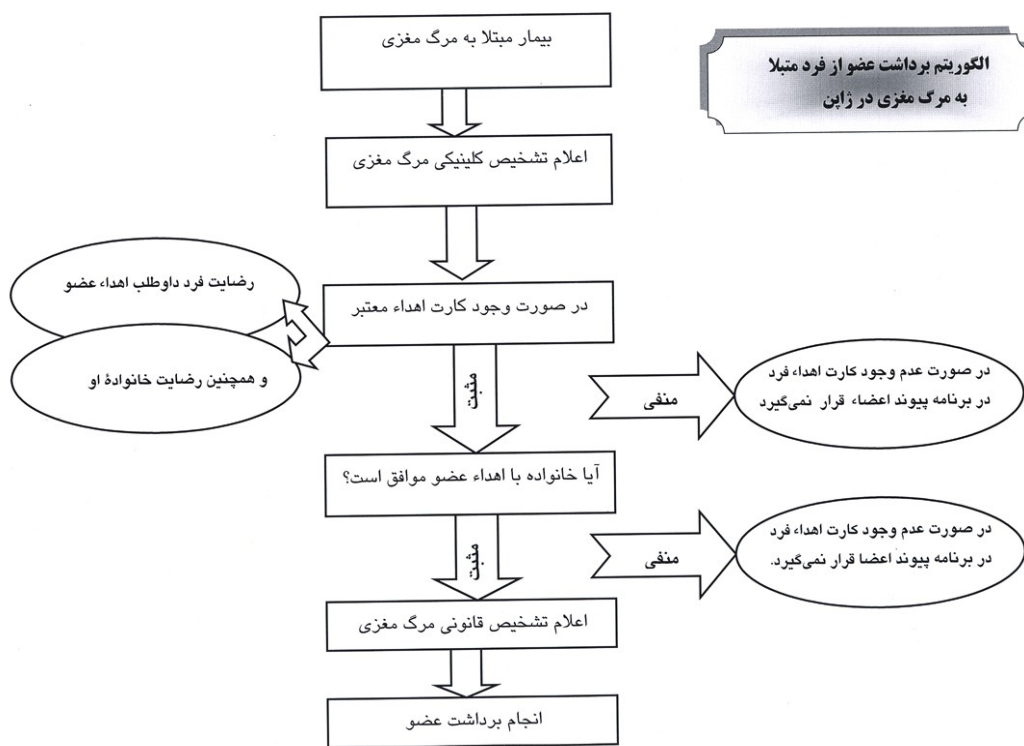 الگوریتم برداشت عضو از فرد متبلا
به مرگ مغزی در ژاپن
بیمار مبتلا به مرگ مغزی
اعلام تشخیص کلینیکی مرگ مغزی
در صورت وجود کارت اهداء معتبر
رضایت فرد داوطلب اهداء عضو
و همچنین رضایت خانوادهٔ او
مثبت
منفی
در صورت عدم وجود کارت اهداء فرد
در برنامه پیوند اعضاء قرار نمی‌گیرد
آیا خانواده با اهداء عضو موافق است؟
مثبت
منفی
در صورت عدم وجود کارت اهداء فرد
در برنامه پیوند اعضا قرار نمی‌گیرد.
اعلام تشخیص قانونی مرگ مغزی
انجام برداشت عضو